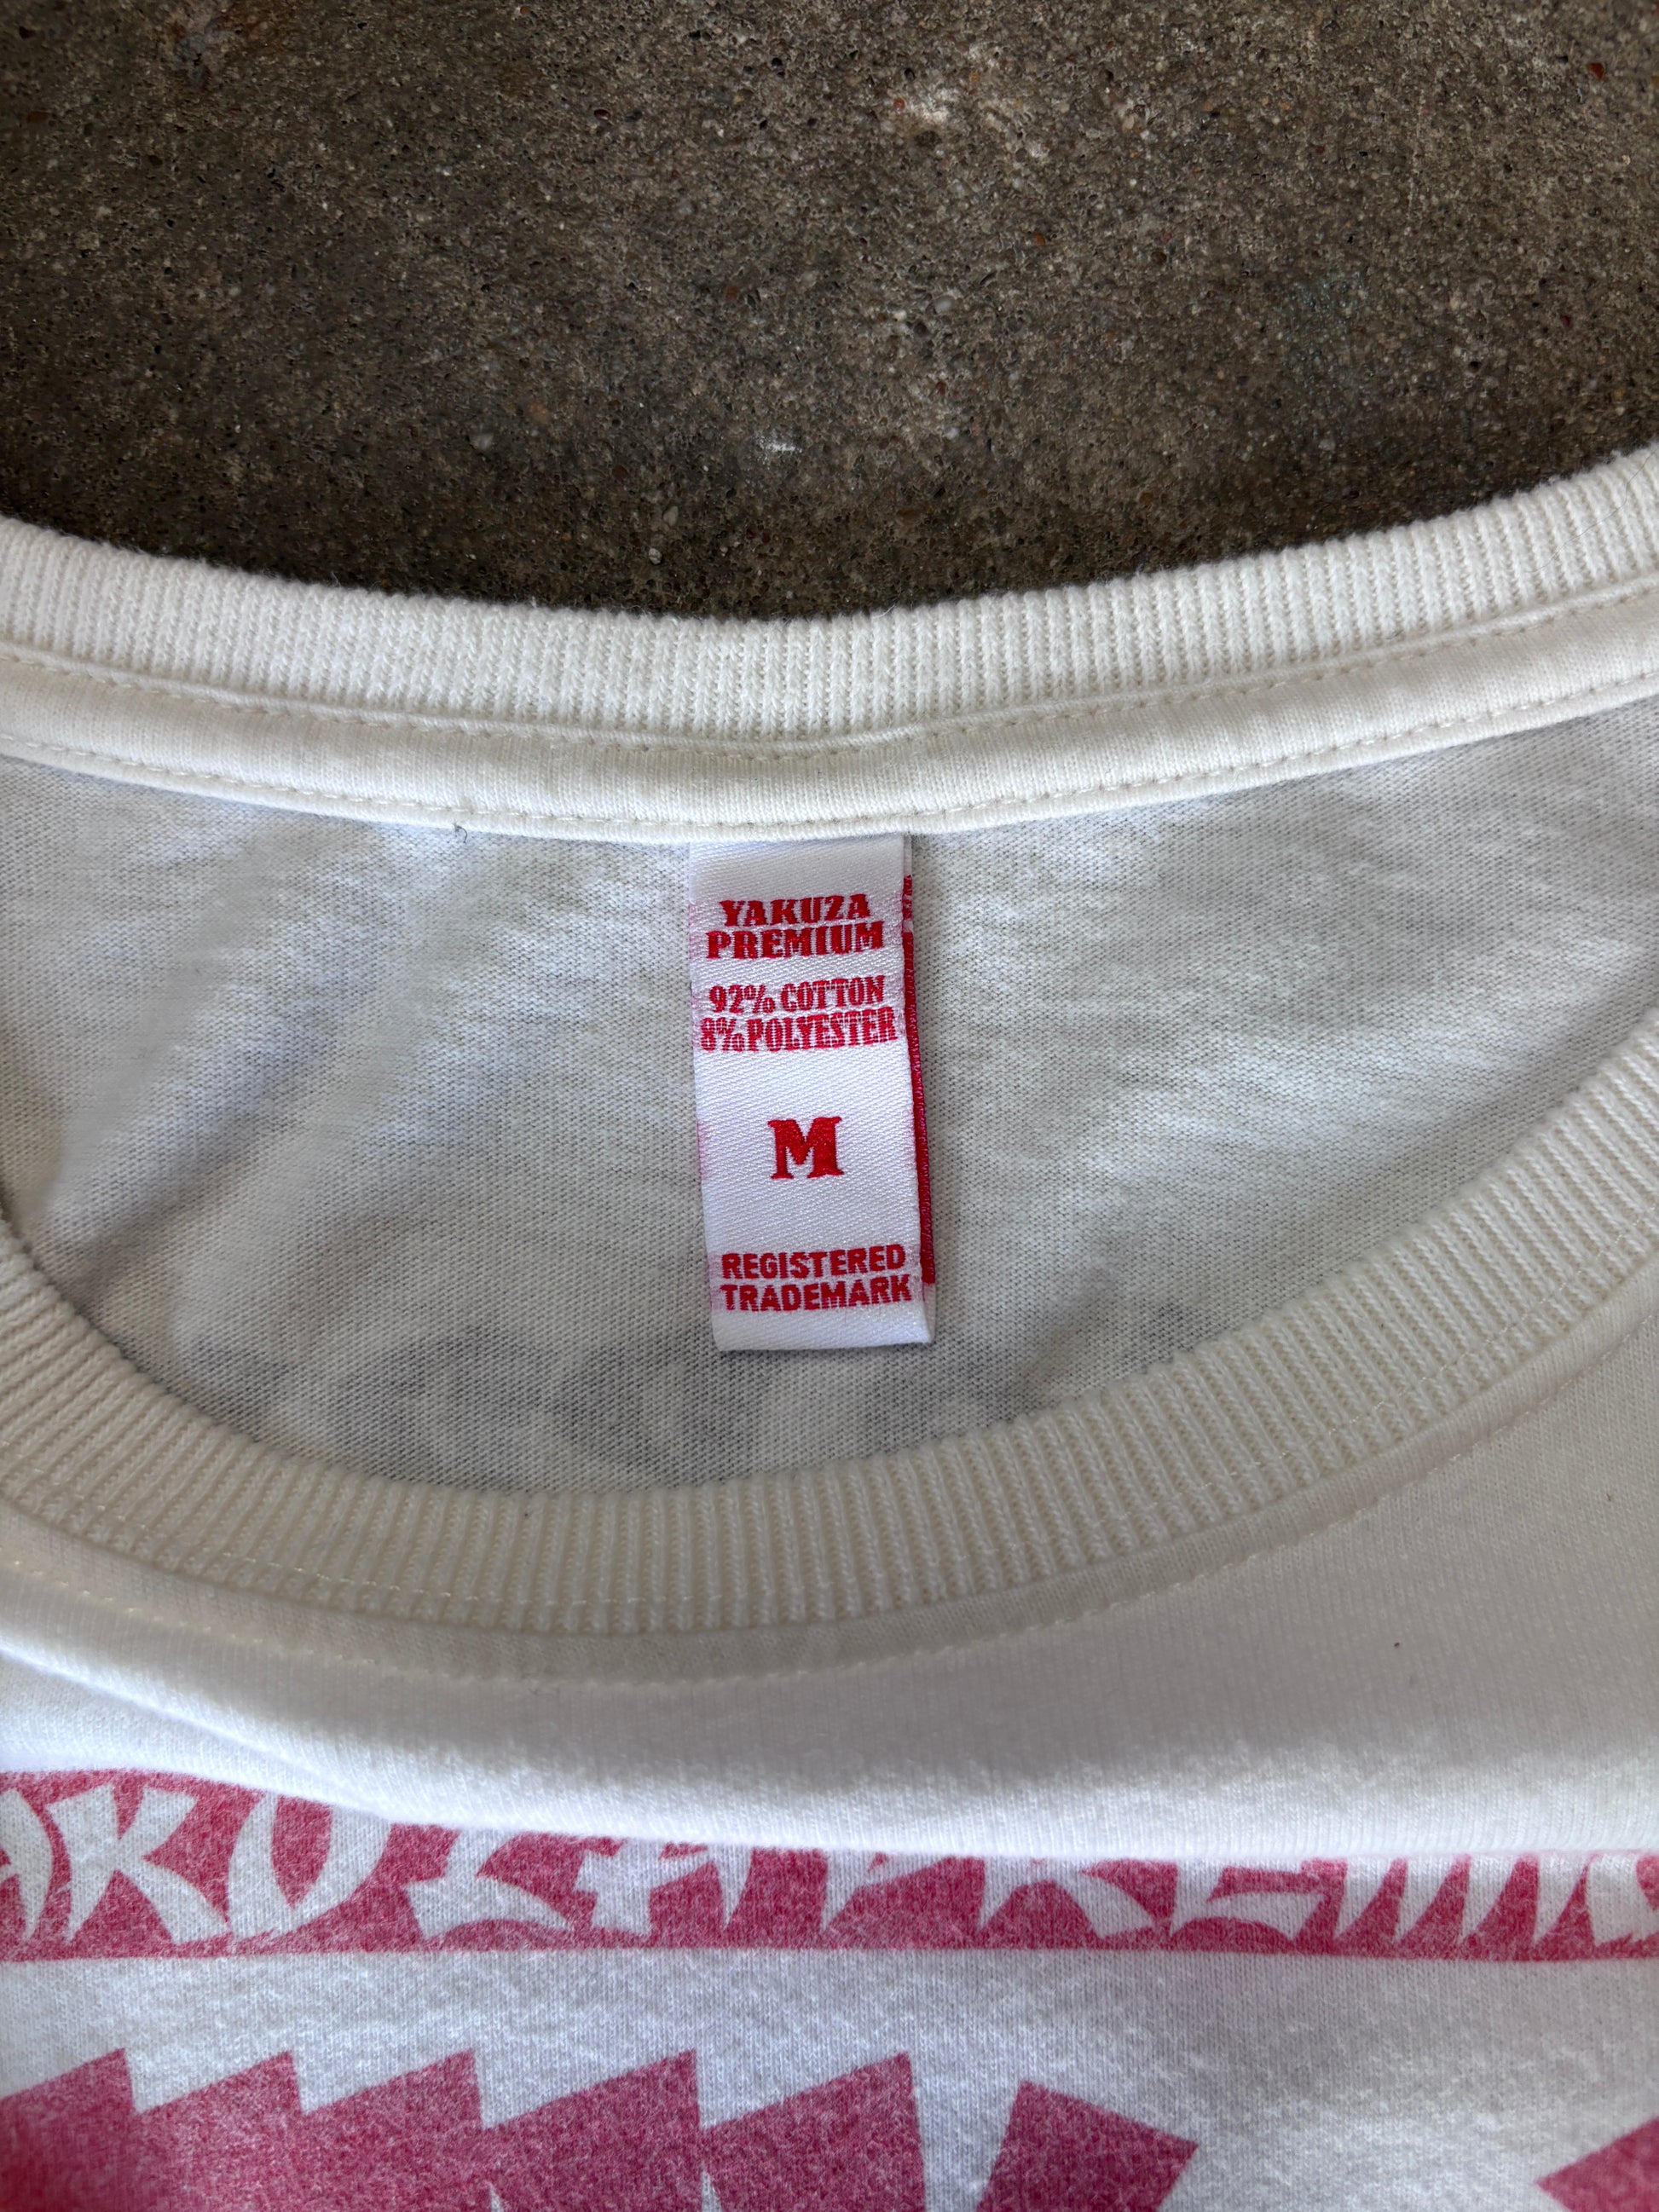 YAKUZA
PREMIUM
92% COTTON
8% POLYESTER
M
REGISTERED
TRADEMARK